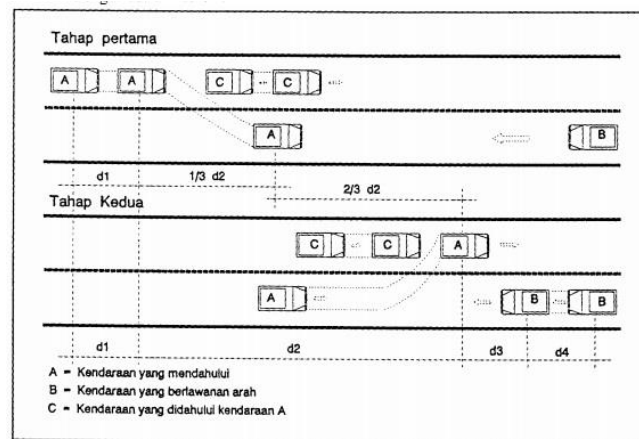 Tahap pertama
A A C C
A B
d1 1/3 d2
2/3 d2
Tahap Kedua
C C A
A B B
d1 d2 d3 d4
A = Kendaraan yang mendahului
B = Kendaraan yang berlawanan arah
C = Kendaraan yang didahului kendaraan A